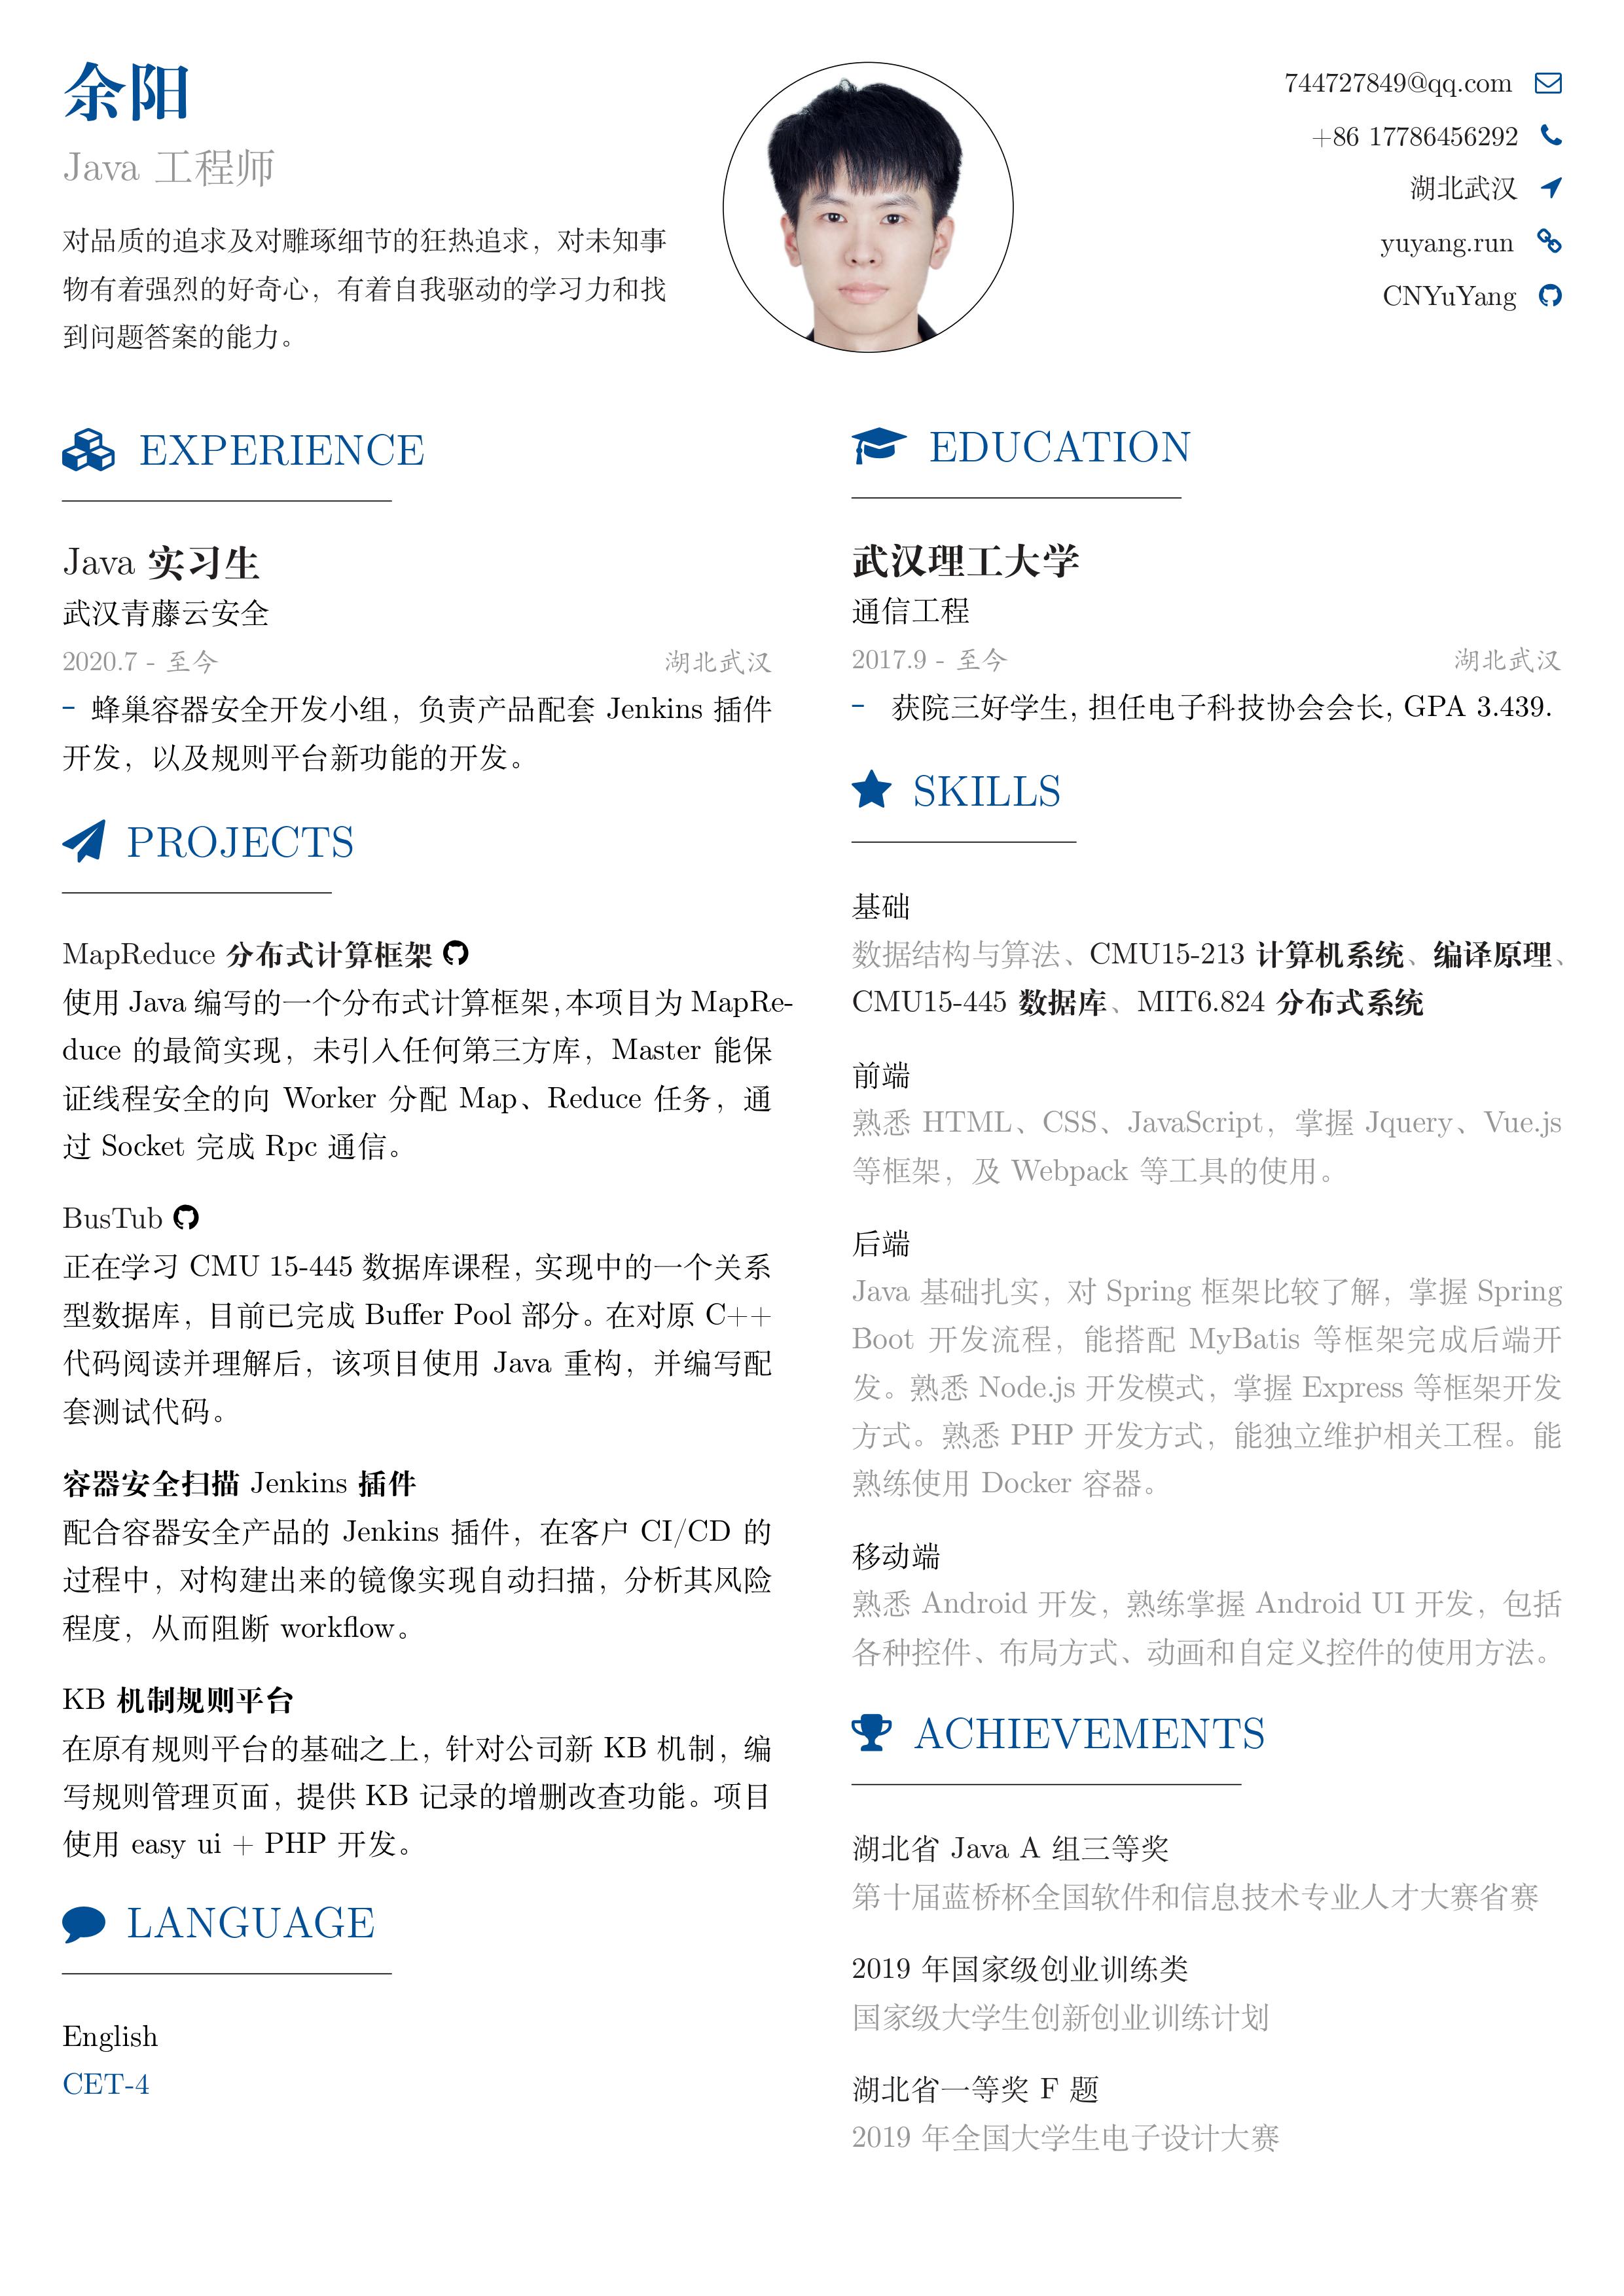 余阳
Java 工程师
对品质的追求及对雕琢细节的狂热追求，对未知事
物有着强烈的好奇心，有着自我驱动的学习力和找
到问题答案的能力。
744727849@qq.com
+86 17786456292
湖北武汉
yuyang.run
CNYuYang
EXPERIENCE
Java 实习生
武汉青藤云安全
2020.7 - 至今 湖北武汉
- 蜂巢容器安全开发小组，负责产品配套 Jenkins 插件
开发，以及规则平台新功能的开发。
PROJECTS
MapReduce 分布式计算框架
使用 Java 编写的一个分布式计算框架，本项目为 MapRe-
duce 的最简实现，未引入任何第三方库，Master 能保
证线程安全的向 Worker 分配 Map、Reduce 任务，通
过 Socket 完成 Rpc 通信。
BusTub
正在学习 CMU 15-445 数据库课程，实现中的一个关系
型数据库，目前已完成 Buffer Pool 部分。在对原 C++
代码阅读并理解后，该项目使用 Java 重构，并编写配
套测试代码。
容器安全扫描 Jenkins 插件
配合容器安全产品的 Jenkins 插件，在客户 CI/CD 的
过程中，对构建出来的镜像实现自动扫描，分析其风险
程度，从而阻断 workflow。
KB 机制规则平台
在原有规则平台的基础之上，针对公司新 KB 机制，编
写规则管理页面，提供 KB 记录的增删改查功能。项目
使用 easy ui + PHP 开发。
LANGUAGE
English
CET-4
EDUCATION
武汉理工大学
通信工程
2017.9 - 至今 湖北武汉
- 获院三好学生, 担任电子科技协会会长, GPA 3.439.
SKILLS
基础
数据结构与算法、CMU15-213 计算机系统、编译原理、
CMU15-445 数据库、MIT6.824 分布式系统
前端
熟悉 HTML、CSS、JavaScript，掌握 Jquery、Vue.js
等框架，及 Webpack 等工具的使用。
后端
Java 基础扎实，对 Spring 框架比较了解，掌握 Spring
Boot 开发流程，能搭配 MyBatis 等框架完成后端开
发。熟悉 Node.js 开发模式，掌握 Express 等框架开发
方式。熟悉 PHP 开发方式，能独立维护相关工程。能
熟练使用 Docker 容器。
移动端
熟悉 Android 开发，熟练掌握 Android UI 开发，包括
各种控件、布局方式、动画和自定义控件的使用方法。
ACHIEVEMENTS
湖北省 Java A 组三等奖
第十届蓝桥杯全国软件和信息技术专业人才大赛省赛
2019 年国家级创业训练类
国家级大学生创新创业训练计划
湖北省一等奖 F 题
2019 年全国大学生电子设计大赛